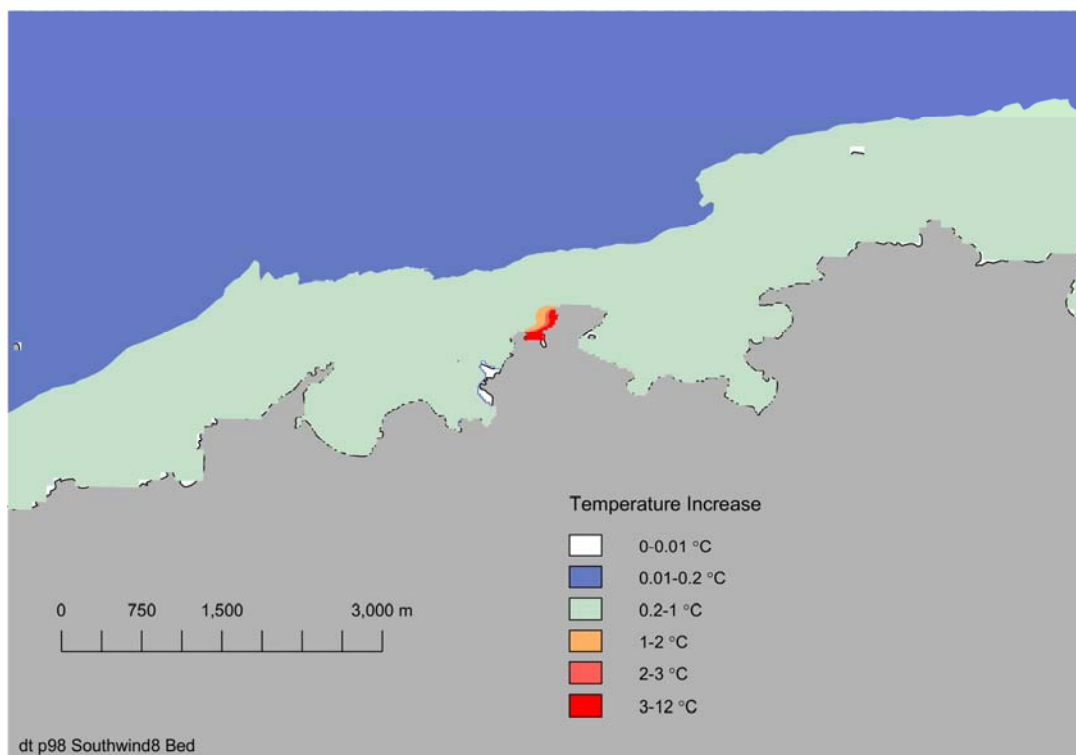 Temperature Increase
0-0.01 °C
0.01-0.2 °C
0.2-1 °C
1-2 °C
2-3 °C
3-12 °C
0 750 1,500 3,000 m
dt p98 Southwind8 Bed